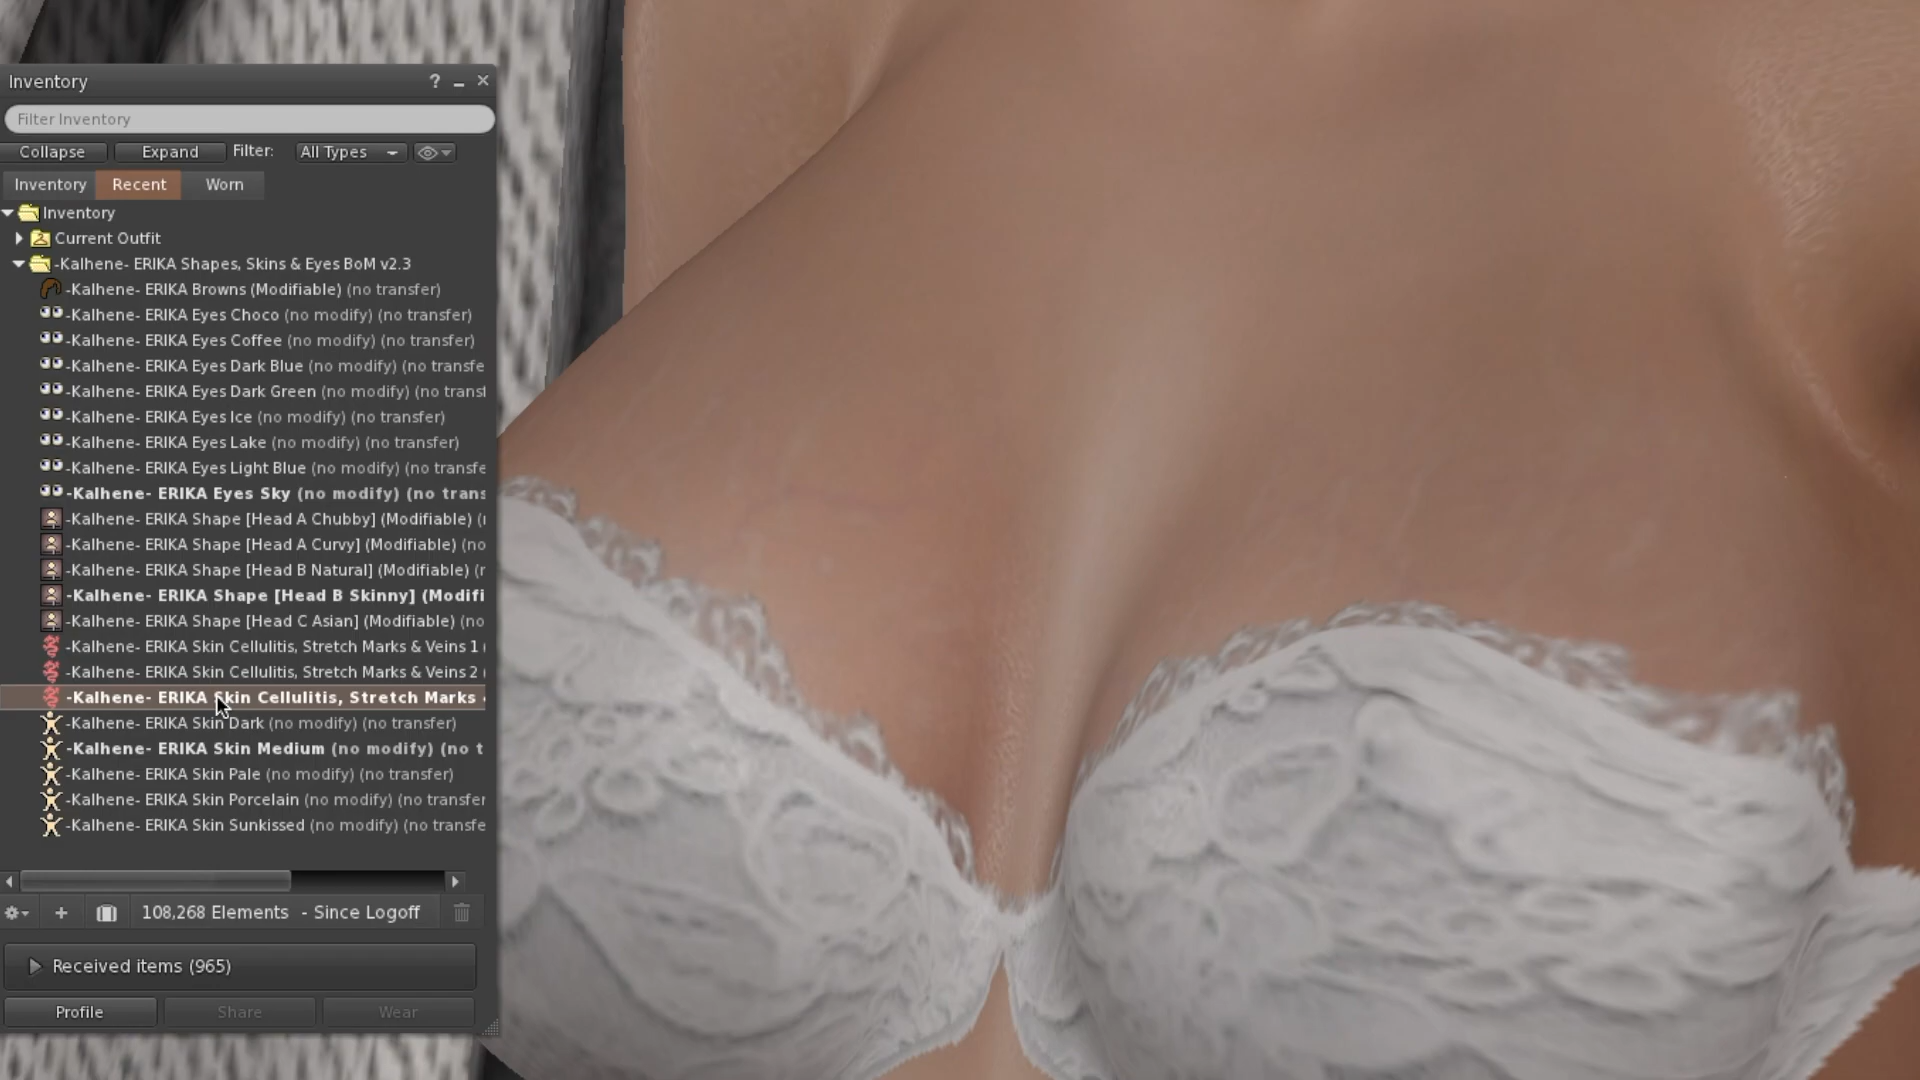 Inventory
?
Filter Inventory
Collapse Expand Filter: All Types
Inventory Recent Worn
Inventory
Current Outfit
-Kalhene- ERIKA Shapes, Skins & Eyes BoM v2.3
-Kalhene- ERIKA Browns (Modifiable) (no transfer)
-Kalhene- ERIKA Eyes Choco (no modify) (no transfer)
-Kalhene- ERIKA Eyes Coffee (no modify) (no transfer)
-Kalhene- ERIKA Eyes Dark Blue (no modify) (no transfe
-Kalhene- ERIKA Eyes Dark Green (no modify) (no transf
-Kalhene- ERIKA Eyes Ice (no modify) (no transfer)
-Kalhene- ERIKA Eyes Lake (no modify) (no transfer)
-Kalhene- ERIKA Eyes Light Blue (no modify) (no transfe
-Kalhene- ERIKA Eyes Sky (no modify) (no trans
-Kalhene- ERIKA Shape [Head A Chubby] (Modifiable) (
-Kalhene- ERIKA Shape [Head A Curvy] (Modifiable) (no
-Kalhene- ERIKA Shape [Head B Natural] (Modifiable) (
-Kalhene- ERIKA Shape [Head B Skinny] (Modifi
-Kalhene- ERIKA Shape [Head C Asian] (Modifiable) (no
-Kalhene- ERIKA Skin Cellulitis, Stretch Marks & Veins 1 (
-Kalhene- ERIKA Skin Cellulitis, Stretch Marks & Veins 2 (
-Kalhene- ERIKA Skin Cellulitis, Stretch Marks
-Kalhene- ERIKA Skin Dark (no modify) (no transfer)
-Kalhene- ERIKA Skin Medium (no modify) (no t
-Kalhene- ERIKA Skin Pale (no modify) (no transfer)
-Kalhene- ERIKA Skin Porcelain (no modify) (no transfer
-Kalhene- ERIKA Skin Sunkissed (no modify) (no transfe
108,268 Elements - Since Logoff
Received items (965)
Profile Share Wear